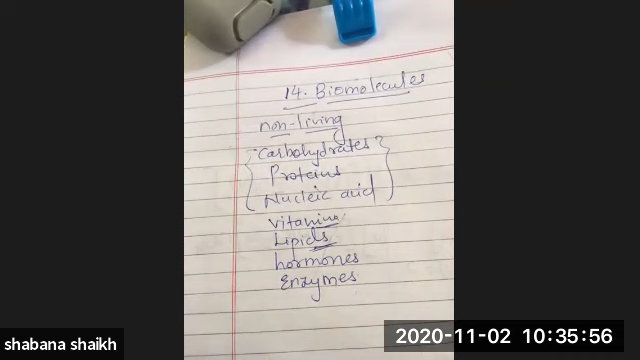 14. Biomolecules
non-living
Carbohydrates
Proteins
Nucleic acid
vitamins
Lipids
hormones
Enzymes
shabana shaikh
2020-11-02 10:35:56